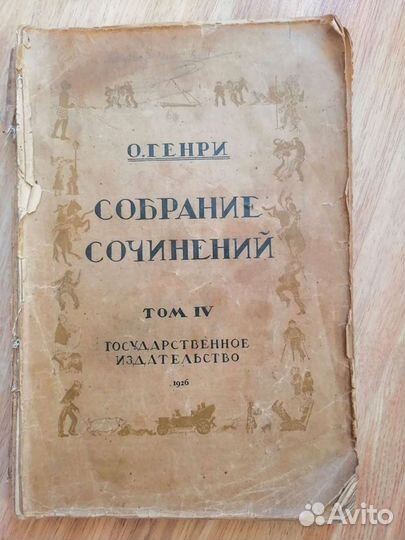 О. ГЕНРИ
СОБРАНИЕ
СОЧИНЕНИЙ
ТОМ IV
ГОСУДАРСТВЕННОЕ
ИЗДАТЕЛЬСТВО
1926
Avito